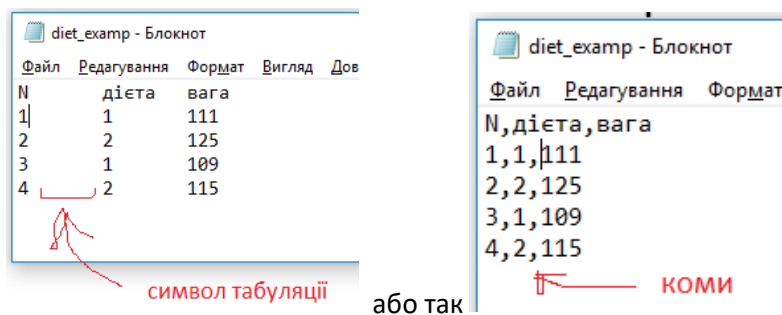 diet_examp - Блокнот
Файл Редагування Формат Вигляд Дов
N дієта вага
1 1 111
2 2 125
3 1 109
4 2 115
символ табуляції
або так
diet_examp - Блокнот
Файл Редагування Формат
N,дієта,вага
1,1,111
2,2,125
3,1,109
4,2,115
коми